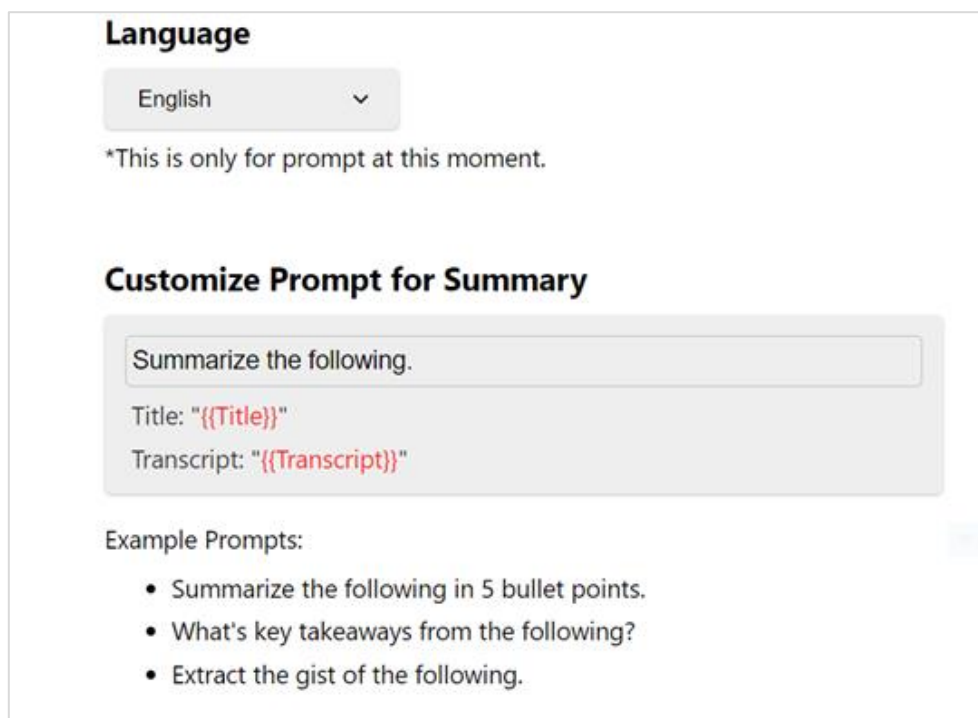 Language
English
*This is only for prompt at this moment.
Customize Prompt for Summary
Summarize the following.
Title: "{{Title}}"
Transcript: "{{Transcript}}"
Example Prompts:
• Summarize the following in 5 bullet points.
• What's key takeaways from the following?
• Extract the gist of the following.